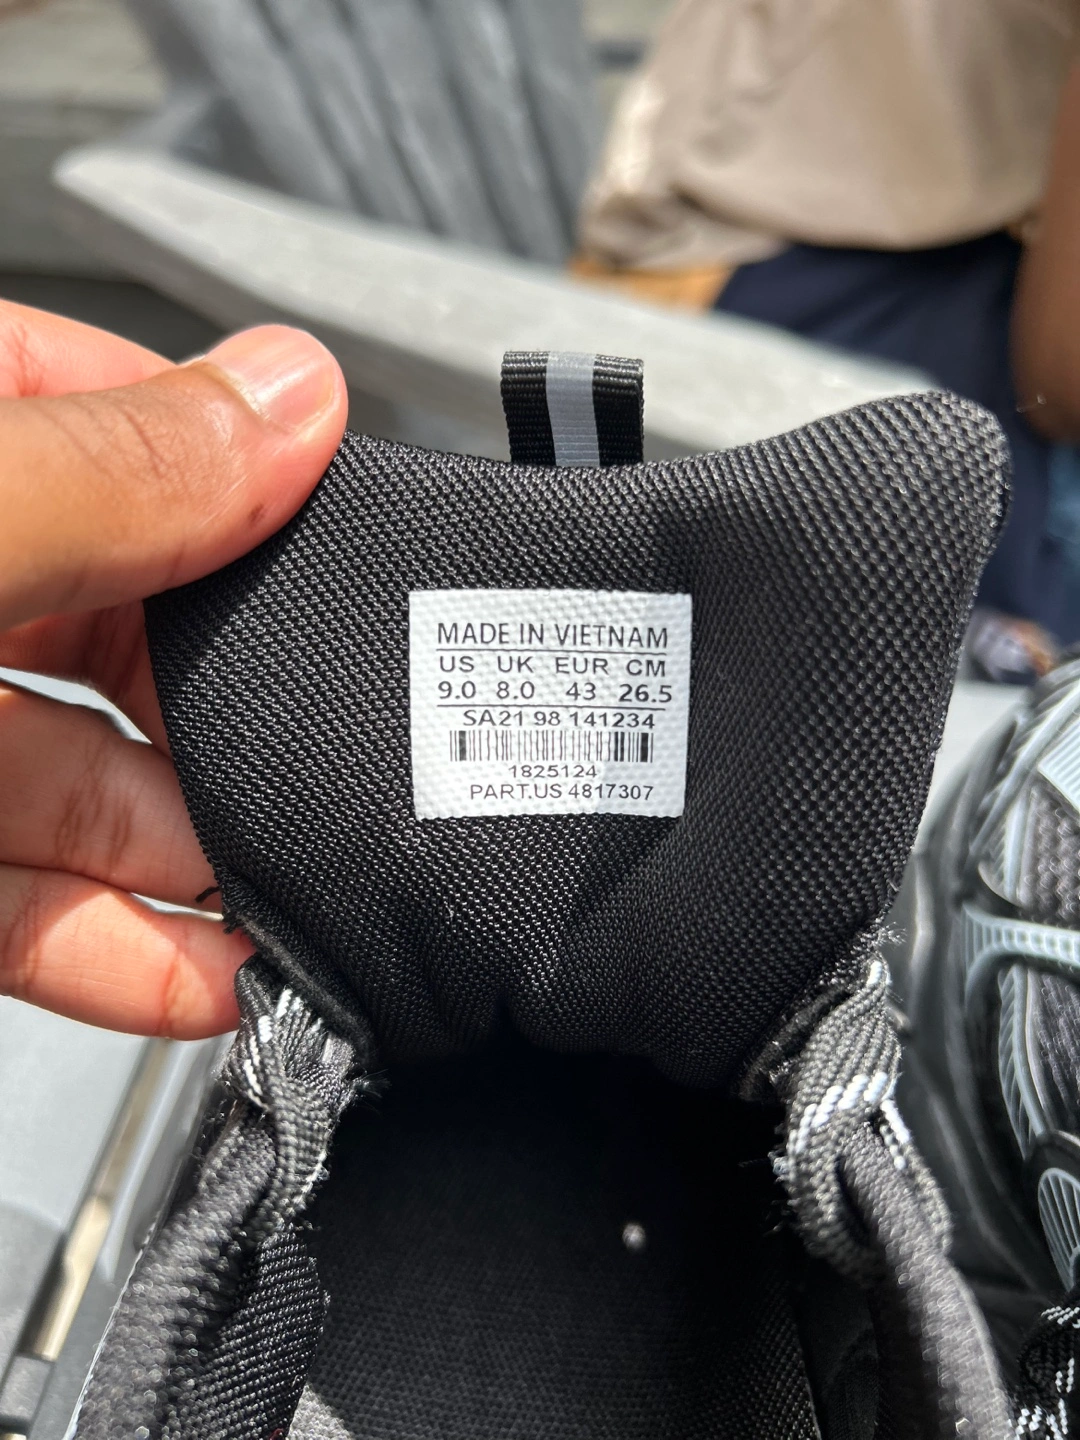 MADE IN VIETNAM
US UK EUR CM
9.0 8.0 43 26.5
SA21 98 141234
1825124
PART.US 4817307